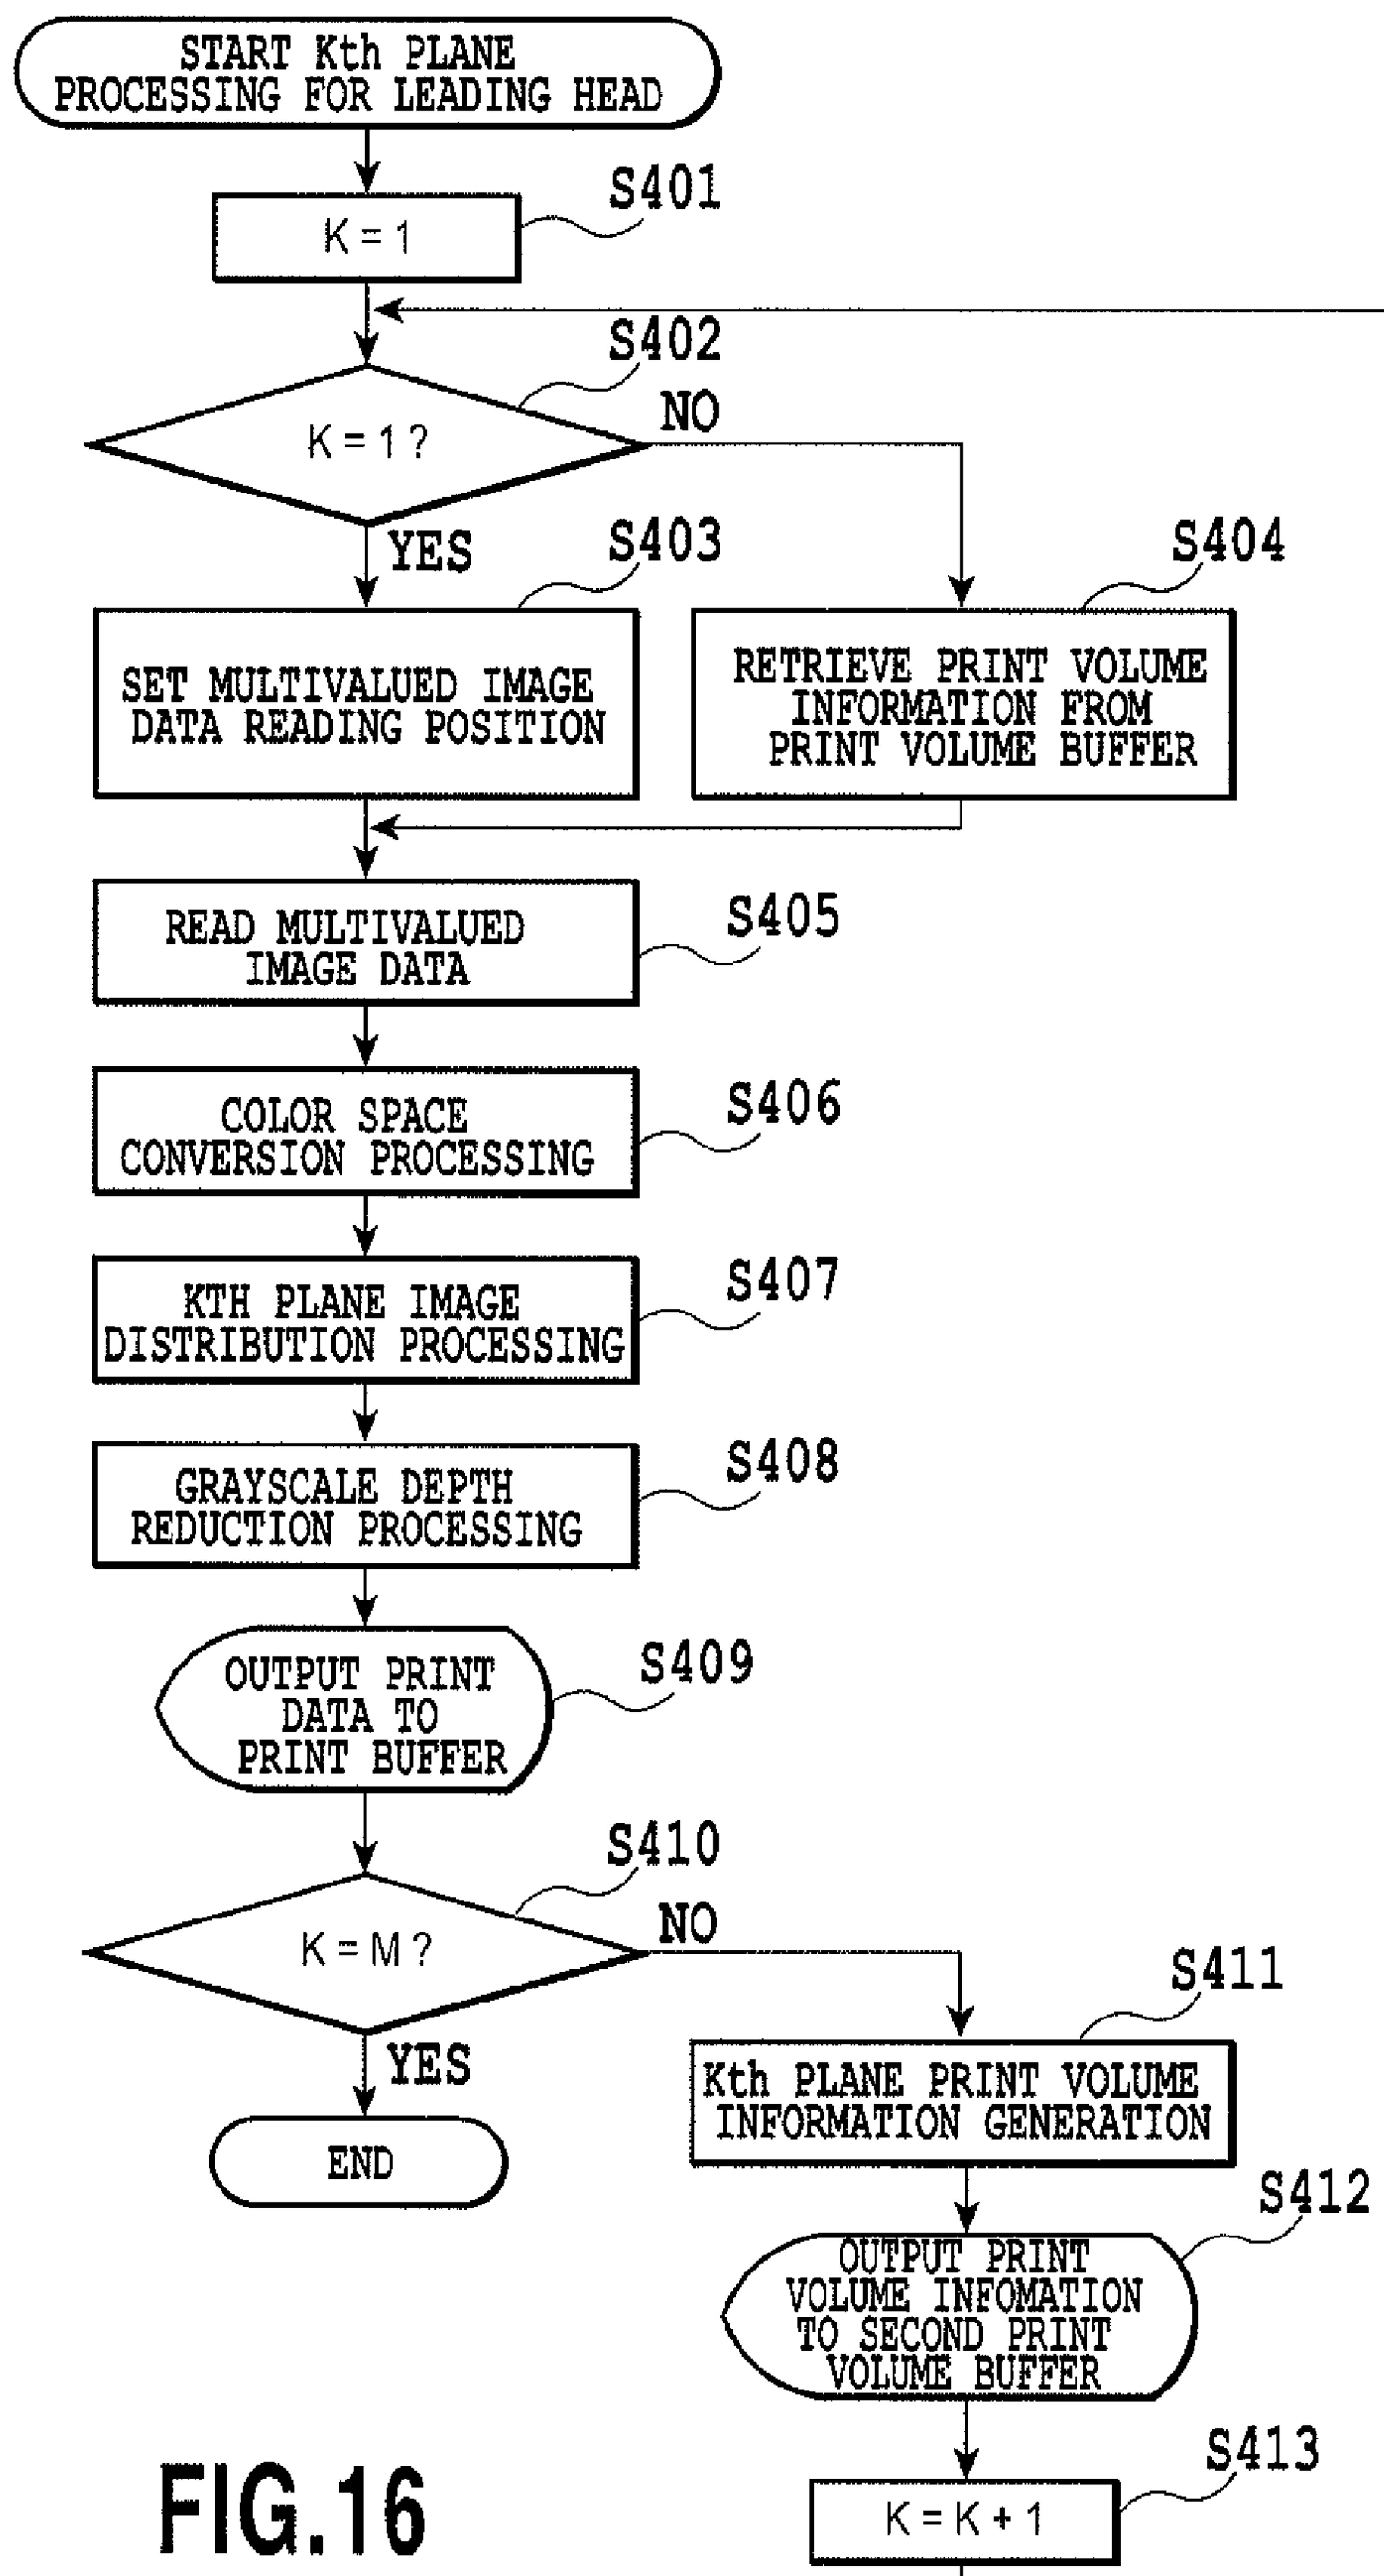 START Kth PLANE
PROCESSING FOR LEADING HEAD
S401
K = 1
S402
K = 1 ?
NO
YES
S403
SET MULTIVALUED IMAGE
DATA READING POSITION
S404
RETRIEVE PRINT VOLUME
INFORMATION FROM
PRINT VOLUME BUFFER
S405
READ MULTIVALUED
IMAGE DATA
S406
COLOR SPACE
CONVERSION PROCESSING
S407
KTH PLANE IMAGE
DISTRIBUTION PROCESSING
S408
GRAYSCALE DEPTH
REDUCTION PROCESSING
S409
OUTPUT PRINT
DATA TO
PRINT BUFFER
S410
K = M ?
NO
YES
END
S411
Kth PLANE PRINT VOLUME
INFORMATION GENERATION
S412
OUTPUT PRINT
VOLUME INFOMATION
TO SECOND PRINT
VOLUME BUFFER
S413
K = K + 1
FIG.16